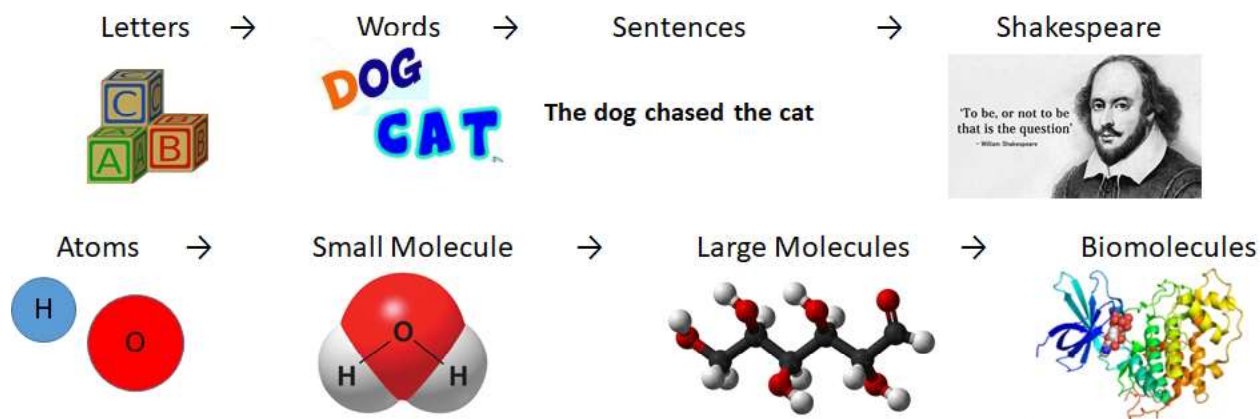 Letters → Words → Sentences → Shakespeare
C
A B
DOG
CAT
The dog chased the cat
'To be, or not to be
that is the question'
- William Shakespeare
Atoms → Small Molecule → Large Molecules → Biomolecules
H
O
O
H H